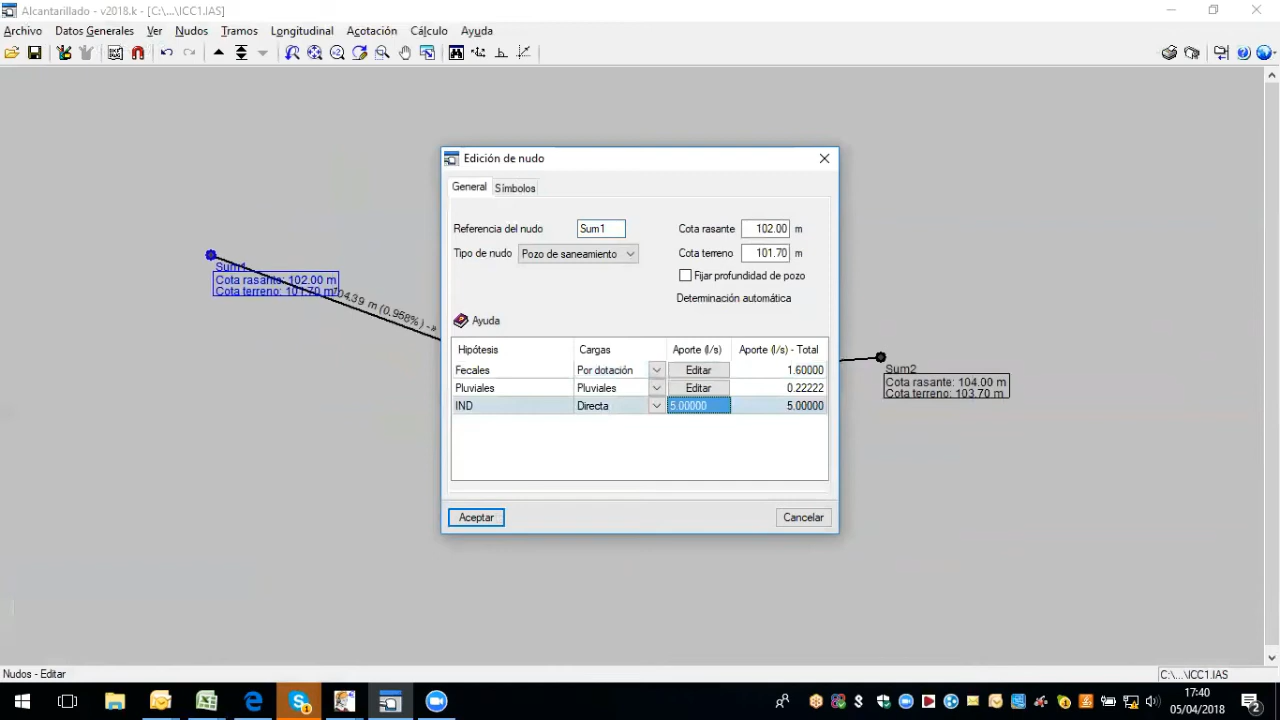 Alcantarillado - v2018.k - [C:\...\ICC1.IAS]
Archivo Datos Generales Ver Nudos Tramos Longitudinal Acotación Cálculo Ayuda
Edición de nudo
General Símbolos
Referencia del nudo Sum1 Cota rasante 102.00 m
Tipo de nudo Pozo de saneamiento Cota terreno 101.70 m
Fijar profundidad de pozo
Determinación automática
Ayuda
Hipótesis Cargas Aporte (l/s) Aporte (l/s) - Total
Fecales Por dotación Editar 1.60000
Pluviales Pluviales Editar 0.22222
IND Directa 5.00000 5.00000
Aceptar Cancelar
Sum1
Cota rasante: 102.00 m
Cota terreno: 101.70 m
104.39 m (0.958%) ->
Sum2
Cota rasante: 104.00 m
Cota terreno: 103.70 m
Nudos - Editar C:\...\ICC1.IAS
17:40
05/04/2018
2